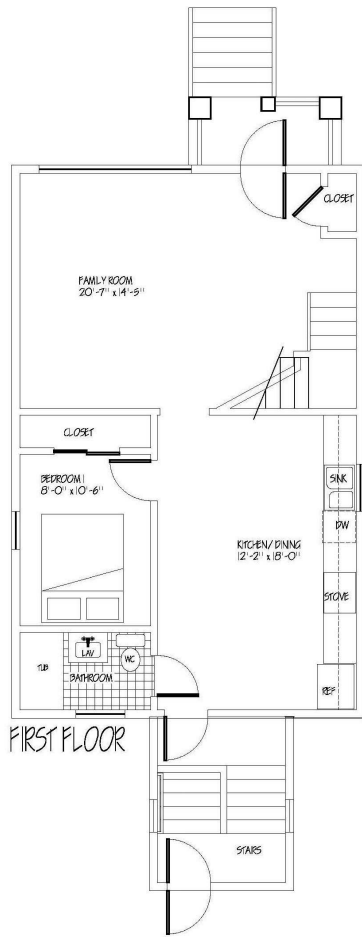 CLOSET
FAMILY ROOM
20'-7" x 14'-5"
CLOSET
BEDROOM 1
8'-0" x 10'-6"
SINK
DW
KITCHEN/DINING
12'-2" x 18'-0"
STOVE
LAV
WC
TUB
BATHROOM
REF
FIRST FLOOR
STAIRS